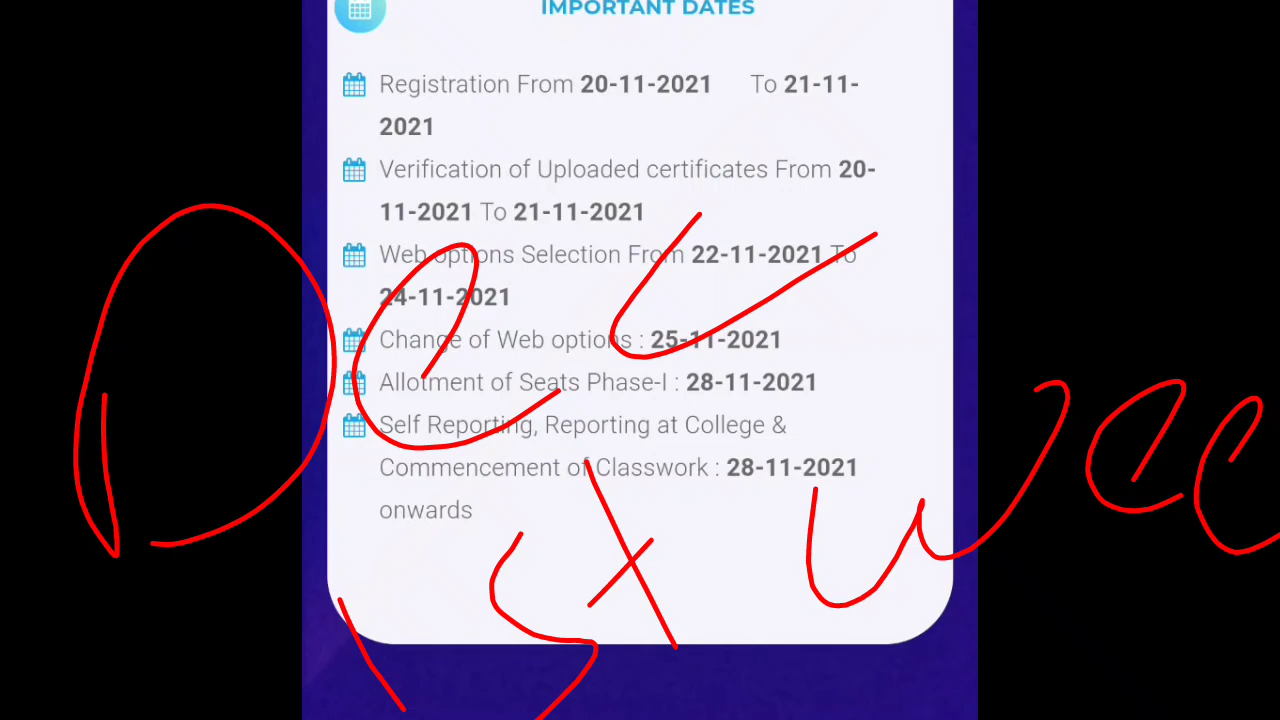 IMPORTANT DATES
Registration From 20-11-2021 To 21-11-
2021
Verification of Uploaded certificates From 20-
11-2021 To 21-11-2021
Web options Selection From 22-11-2021 To
24-11-2021
Change of Web options : 25-11-2021
Allotment of Seats Phase-I : 28-11-2021
Self Reporting, Reporting at College &
Commencement of Classwork : 28-11-2021
onwards
Dec
1st wee